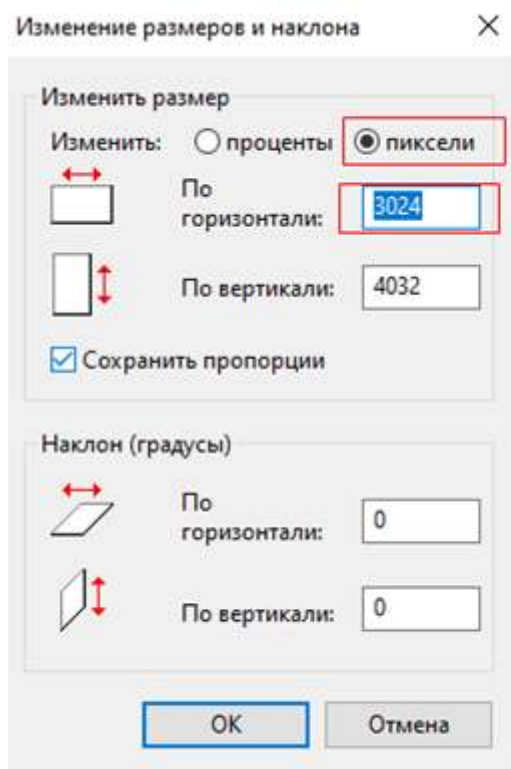 Изменение размеров и наклона
Изменить размер
Изменить: проценты пиксели
По
горизонтали: 3024
По вертикали: 4032
Сохранить пропорции
Наклон (градусы)
По
горизонтали: 0
По вертикали: 0
ОК Отмена